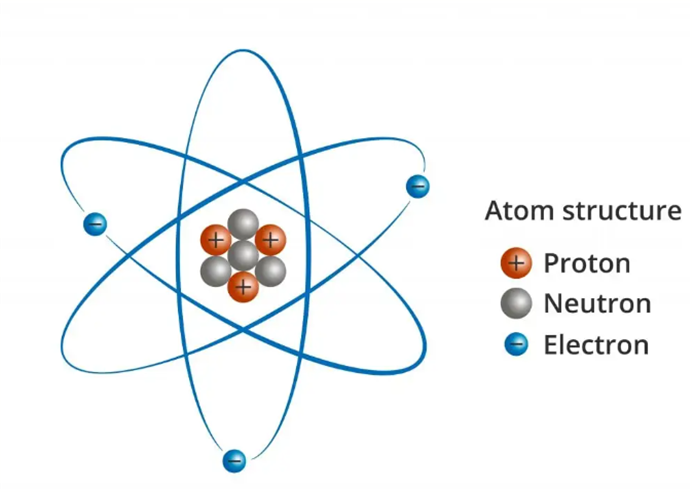 Atom structure
+ Proton
Neutron
− Electron
−
−
+ +
+
−